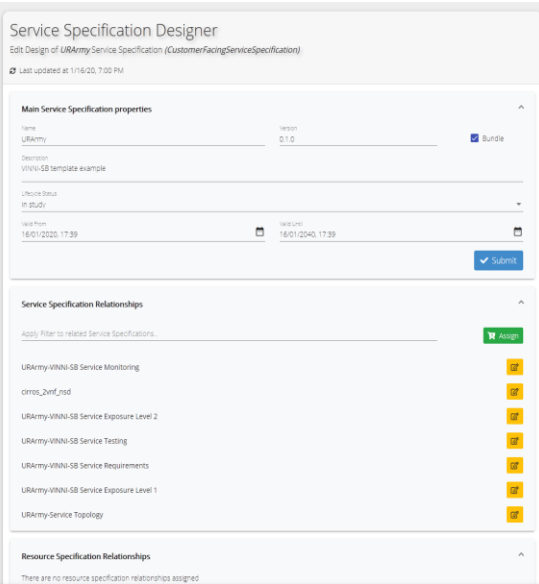 Service Specification Designer
Edit Design of URArmy Service Specification (CustomerFacingServiceSpecification)
Last updated at 1/16/20, 7:00 PM
Main Service Specification properties
Name
URArmy
Version
0.1.0
Bundle
Description
VINNI-SB template example
Lifecycle Status
In study
Valid From
16/01/2020, 17:39
Valid Until
16/01/2040, 17:39
Submit
Service Specification Relationships
Apply Filter to related Service Specifications...
Assign
URArmy-VINNI-SB Service Monitoring
cirros_2vnf_nsd
URArmy-VINNI-SB Service Exposure Level 2
URArmy-VINNI-SB Service Testing
URArmy-VINNI-SB Service Requirements
URArmy-VINNI-SB Service Exposure Level 1
URArmy-Service Topology
Resource Specification Relationships
There are no resource specification relationships assigned